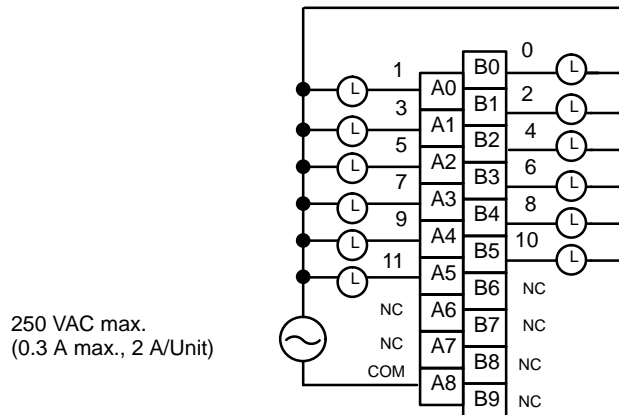 0
L
1
B0
L
A0
2
B1
L
3
L
A1
4
B2
L
5
L
A2
6
B3
L
7
L
A3
8
B4
L
9
L
A4
10
B5
L
11
L
A5
B6
NC
NC
A6
B7
NC
NC
A7
B8
NC
COM
A8
B9
NC
250 VAC max.
(0.3 A max., 2 A/Unit)